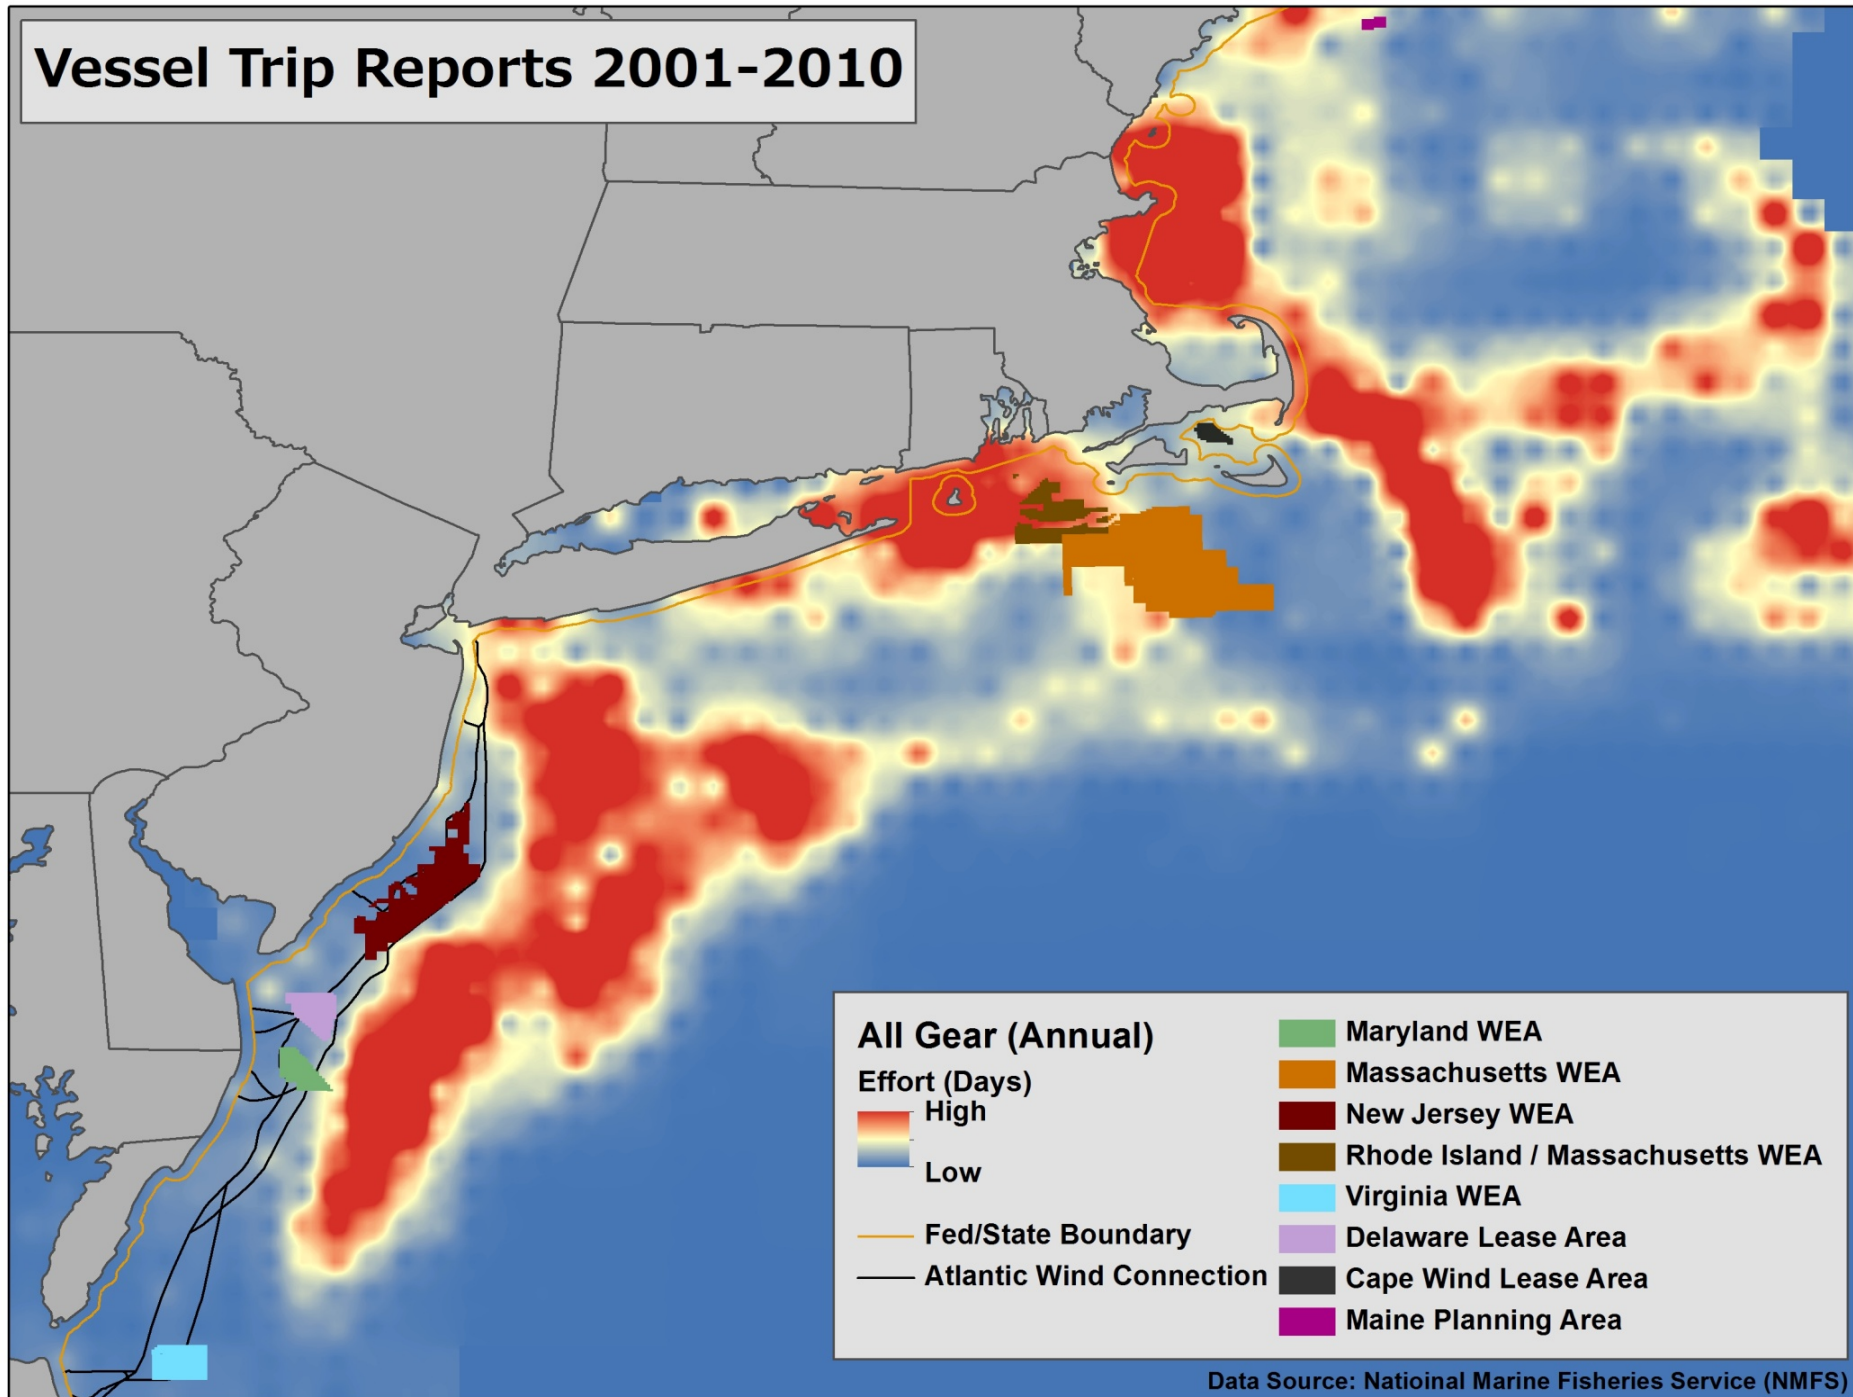 Vessel Trip Reports 2001-2010
All Gear (Annual)
Effort (Days)
High
Low
Fed/State Boundary
Atlantic Wind Connection
Maryland WEA
Massachusetts WEA
New Jersey WEA
Rhode Island / Massachusetts WEA
Virginia WEA
Delaware Lease Area
Cape Wind Lease Area
Maine Planning Area
Data Source: Natioinal Marine Fisheries Service (NMFS)